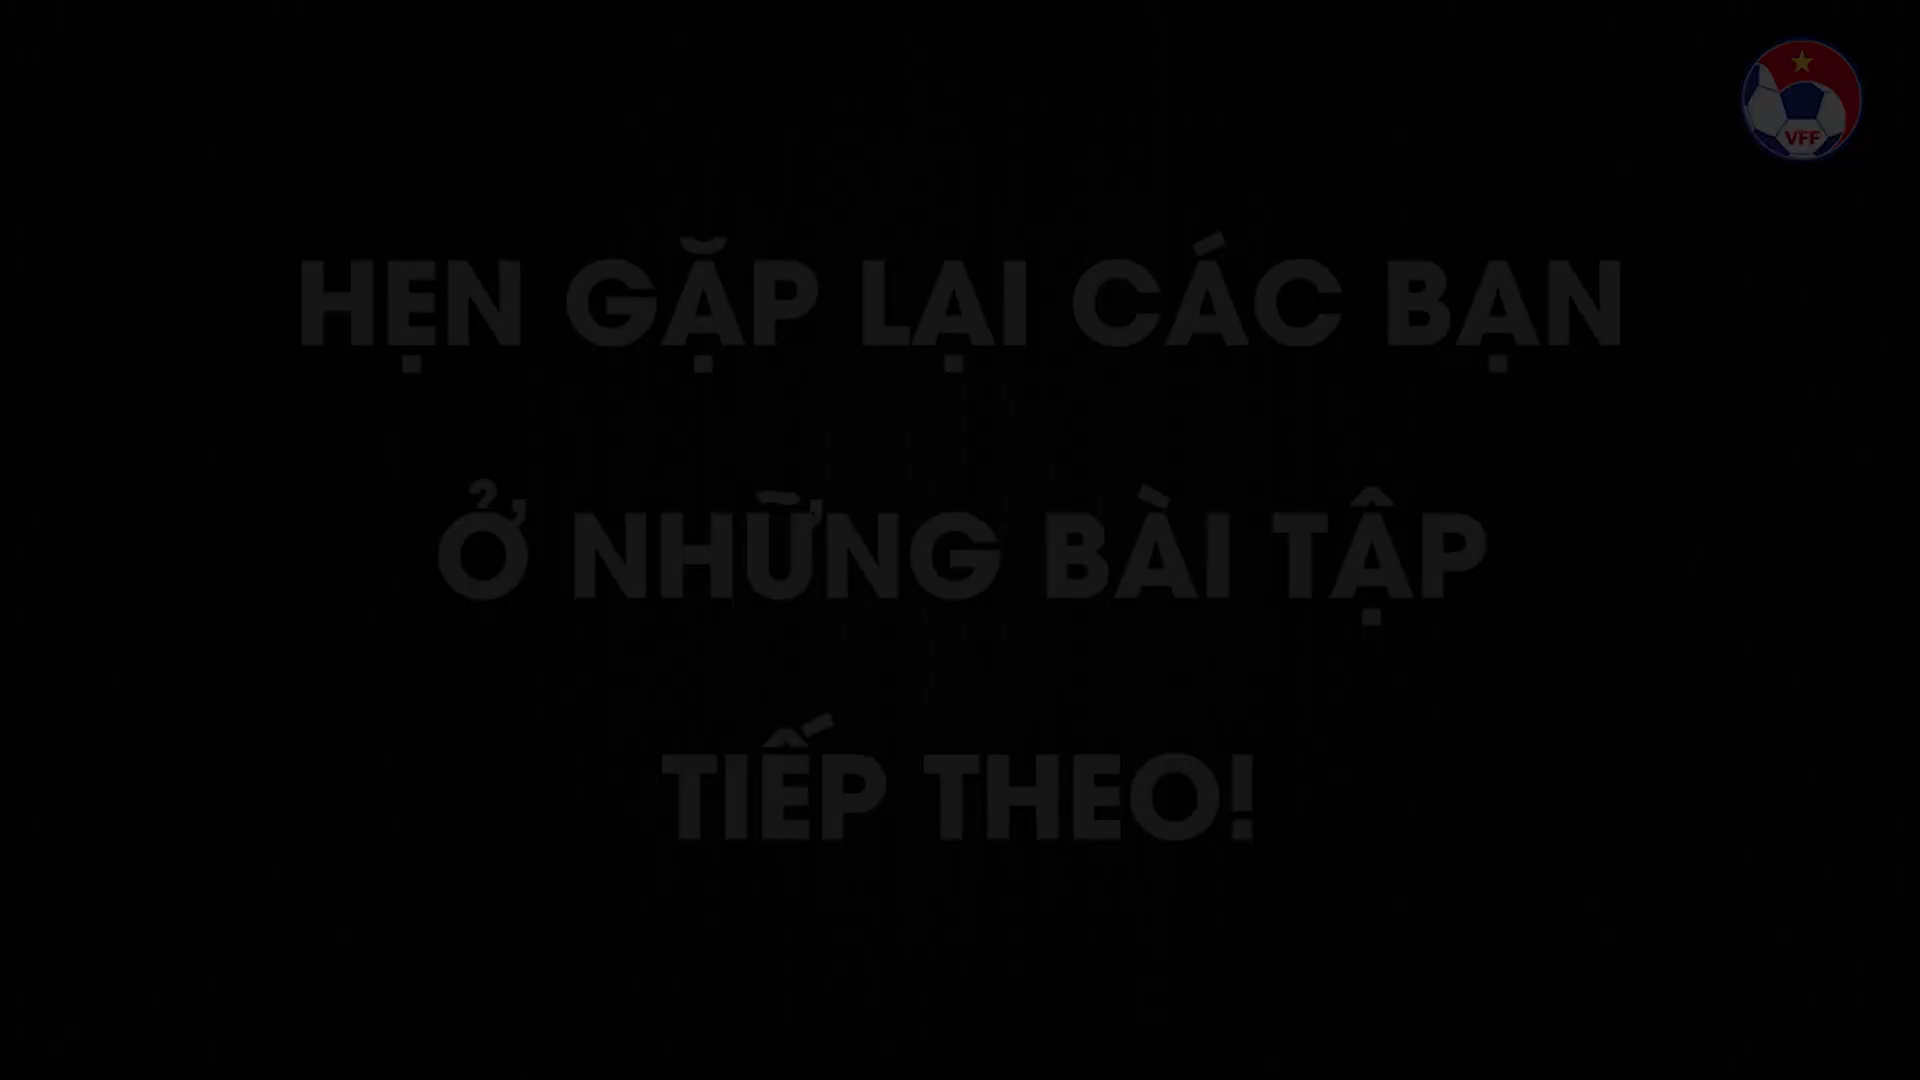 VFF
HẸN GẶP LẠI CÁC BẠN
Ở NHỮNG BÀI TẬP
TIẾP THEO!